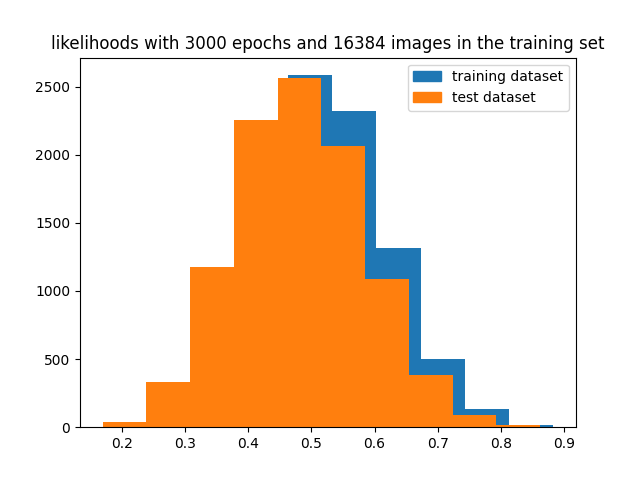 likelihoods with 3000 epochs and 16384 images in the training set
training dataset
test dataset
2500
2000
1500
1000
500
0
0.2 0.3 0.4 0.5 0.6 0.7 0.8 0.9